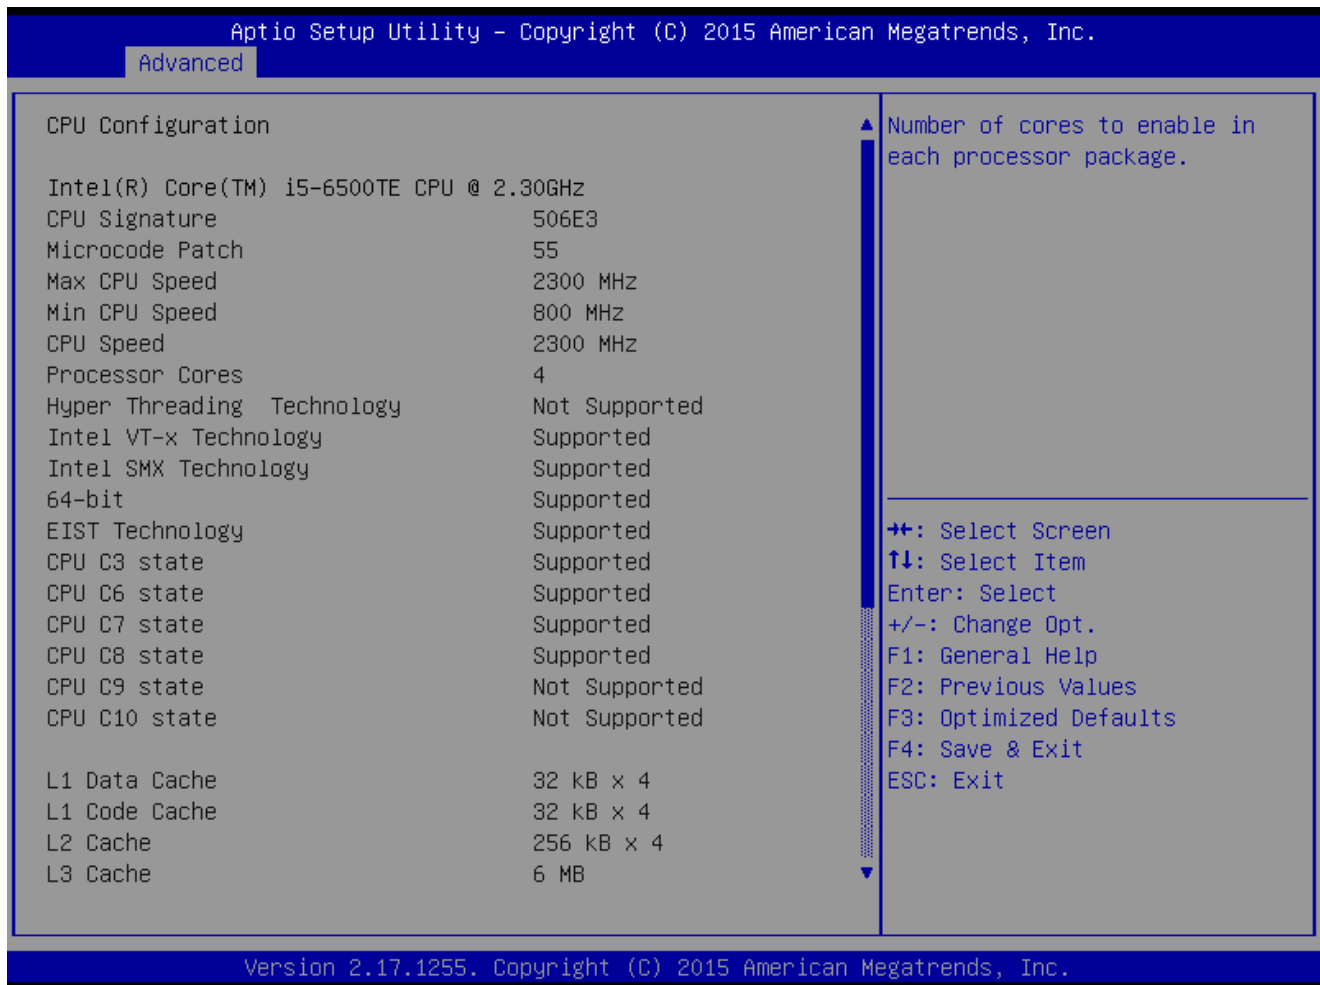 Aptio Setup Utility – Copyright (C) 2015 American Megatrends, Inc.
Advanced
CPU Configuration
Intel(R) Core(TM) i5-6500TE CPU @ 2.30GHz
CPU Signature 506E3
Microcode Patch 55
Max CPU Speed 2300 MHz
Min CPU Speed 800 MHz
CPU Speed 2300 MHz
Processor Cores 4
Hyper Threading Technology Not Supported
Intel VT-x Technology Supported
Intel SMX Technology Supported
64-bit Supported
EIST Technology Supported
CPU C3 state Supported
CPU C6 state Supported
CPU C7 state Supported
CPU C8 state Supported
CPU C9 state Not Supported
CPU C10 state Not Supported
L1 Data Cache 32 kB x 4
L1 Code Cache 32 kB x 4
L2 Cache 256 kB x 4
L3 Cache 6 MB
Number of cores to enable in
each processor package.
→←: Select Screen
↑↓: Select Item
Enter: Select
+/-: Change Opt.
F1: General Help
F2: Previous Values
F3: Optimized Defaults
F4: Save & Exit
ESC: Exit
Version 2.17.1255. Copyright (C) 2015 American Megatrends, Inc.